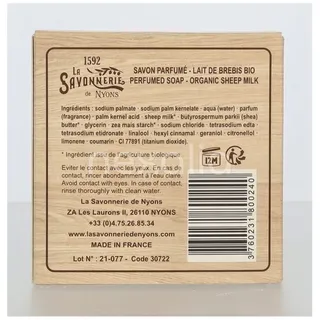 1592
LA
SAVONNERIE
de NYONS
SAVON PARFUMÉ - LAIT DE BREBIS BIO
PERFUMED SOAP - ORGANIC SHEEP MILK
Ingrédients : sodium palmate - sodium palm kernelate - aqua (water) - parfum
(fragrance) - palm kernel acid - sheep milk* - butyrospermum parkii (shea)
butter* - glycerin - zea mais starch* - sodium chloride - tetrasodium edta -
tetrasodium etidronate - linalool - hexyl cinnamal - geraniol - citronellol
limonene - coumarin - CI 77891 (titanium dioxide).
* Ingrédient issu de l'agriculture biologique
Eviter le contact avec les yeux. En cas de
contact, rincer abondamment à l'eau claire.
Avoid contact with eyes. In case of contact,
rinse thoroughly with clean water.
12M
La Savonnerie de Nyons
ZA Les Laurons II, 26110 NYONS
+33 (0)4.75.26.85.34
www.lasavonneriedenyons.com
MADE IN FRANCE
Lot N° : 21-077 - Code 30722
3 760231 800240